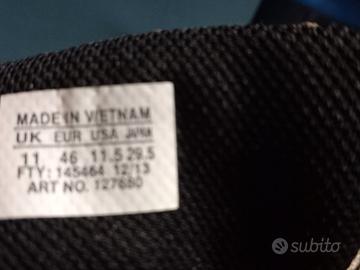 MADE IN VIETNAM
UK EUR USA JAPAN
11 46 11.5 29.5
FTY: 145464 12/13
ART NO. 127680
subito